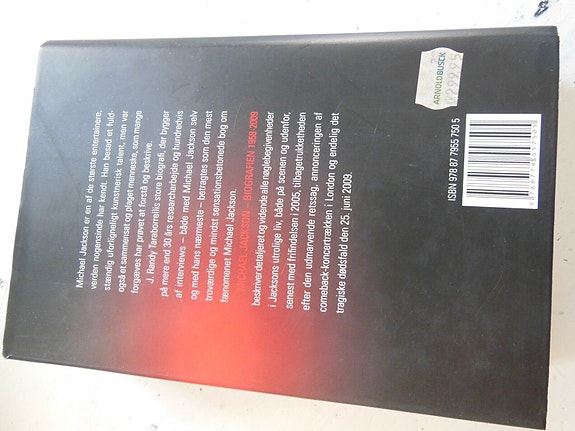 Michael Jackson er en af de største entertainere,
verden nogensinde har kendt. Han besad et fuld-
stændig uforligneligt kunstnerisk talent, men var
også et sammensat og plaget menneske, som mange
forgæves har prøvet at forstå og beskrive.
J. Randy Taraborrellis store biografi, der bygger
på mere end 30 års researcharbejde og hundredvis
af interviews – både med Michael Jackson selv
og med hans nærmeste – betragtes som den mest
troværdige og mindst sensationsbetonede bog om
fænomenet Michael Jackson.
MICHAEL JACKSON – BIOGRAFIEN 1958-2009
beskriver detaljeret og vidende alle nøglebegivenheder
i Jacksons utrolige liv, både på scenen og udenfor,
senest med frifindelsen i 2005, tilbagetrukketheden
efter den udmarvende retssag, annonceringen af
comeback-koncertrækken i London og endelig det
tragiske dødsfald den 25. juni 2009.
ARNOLD BUSCK
299.95
ISBN 978 87 7955 750 5